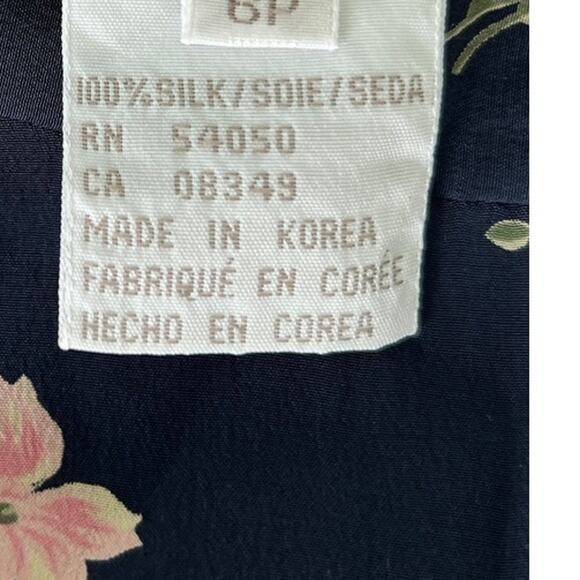 6P
100%SILK/SOIE/SEDA
RN 54050
CA 08349
MADE IN KOREA
FABRIQUÉ EN CORÉE
HECHO EN COREA